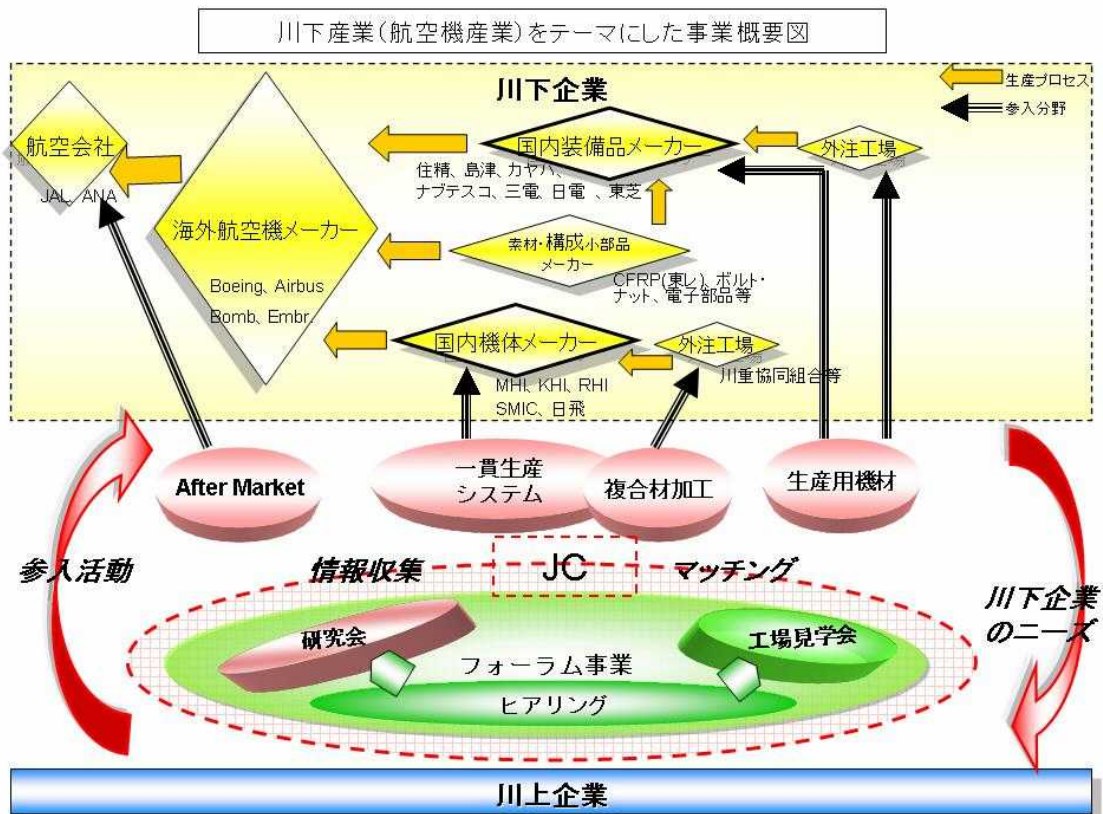 川下産業(航空機産業)をテーマにした事業概要図
川下企業
生産プロセス
参入分野
航空会社
JAL、ANA
海外航空機メーカー
Boeing、Airbus
Bomb、Embr.
国内装備品メーカー
住精、島津、カヤバ、
ナブテスコ、三電、日電 、東芝
外注工場
素材・構成小部品
メーカー
CFRP(東レ)、ボルト・
ナット、電子部品等
国内機体メーカー
MHI、KHI、RHI
SMIC、日飛
外注工場
川重協同組合等
After Market
一貫生産
システム
複合材加工
生産用機材
参入活動
情報収集
JC
マッチング
川下企業
のニーズ
研究会
工場見学会
フォーラム事業
ヒアリング
川上企業